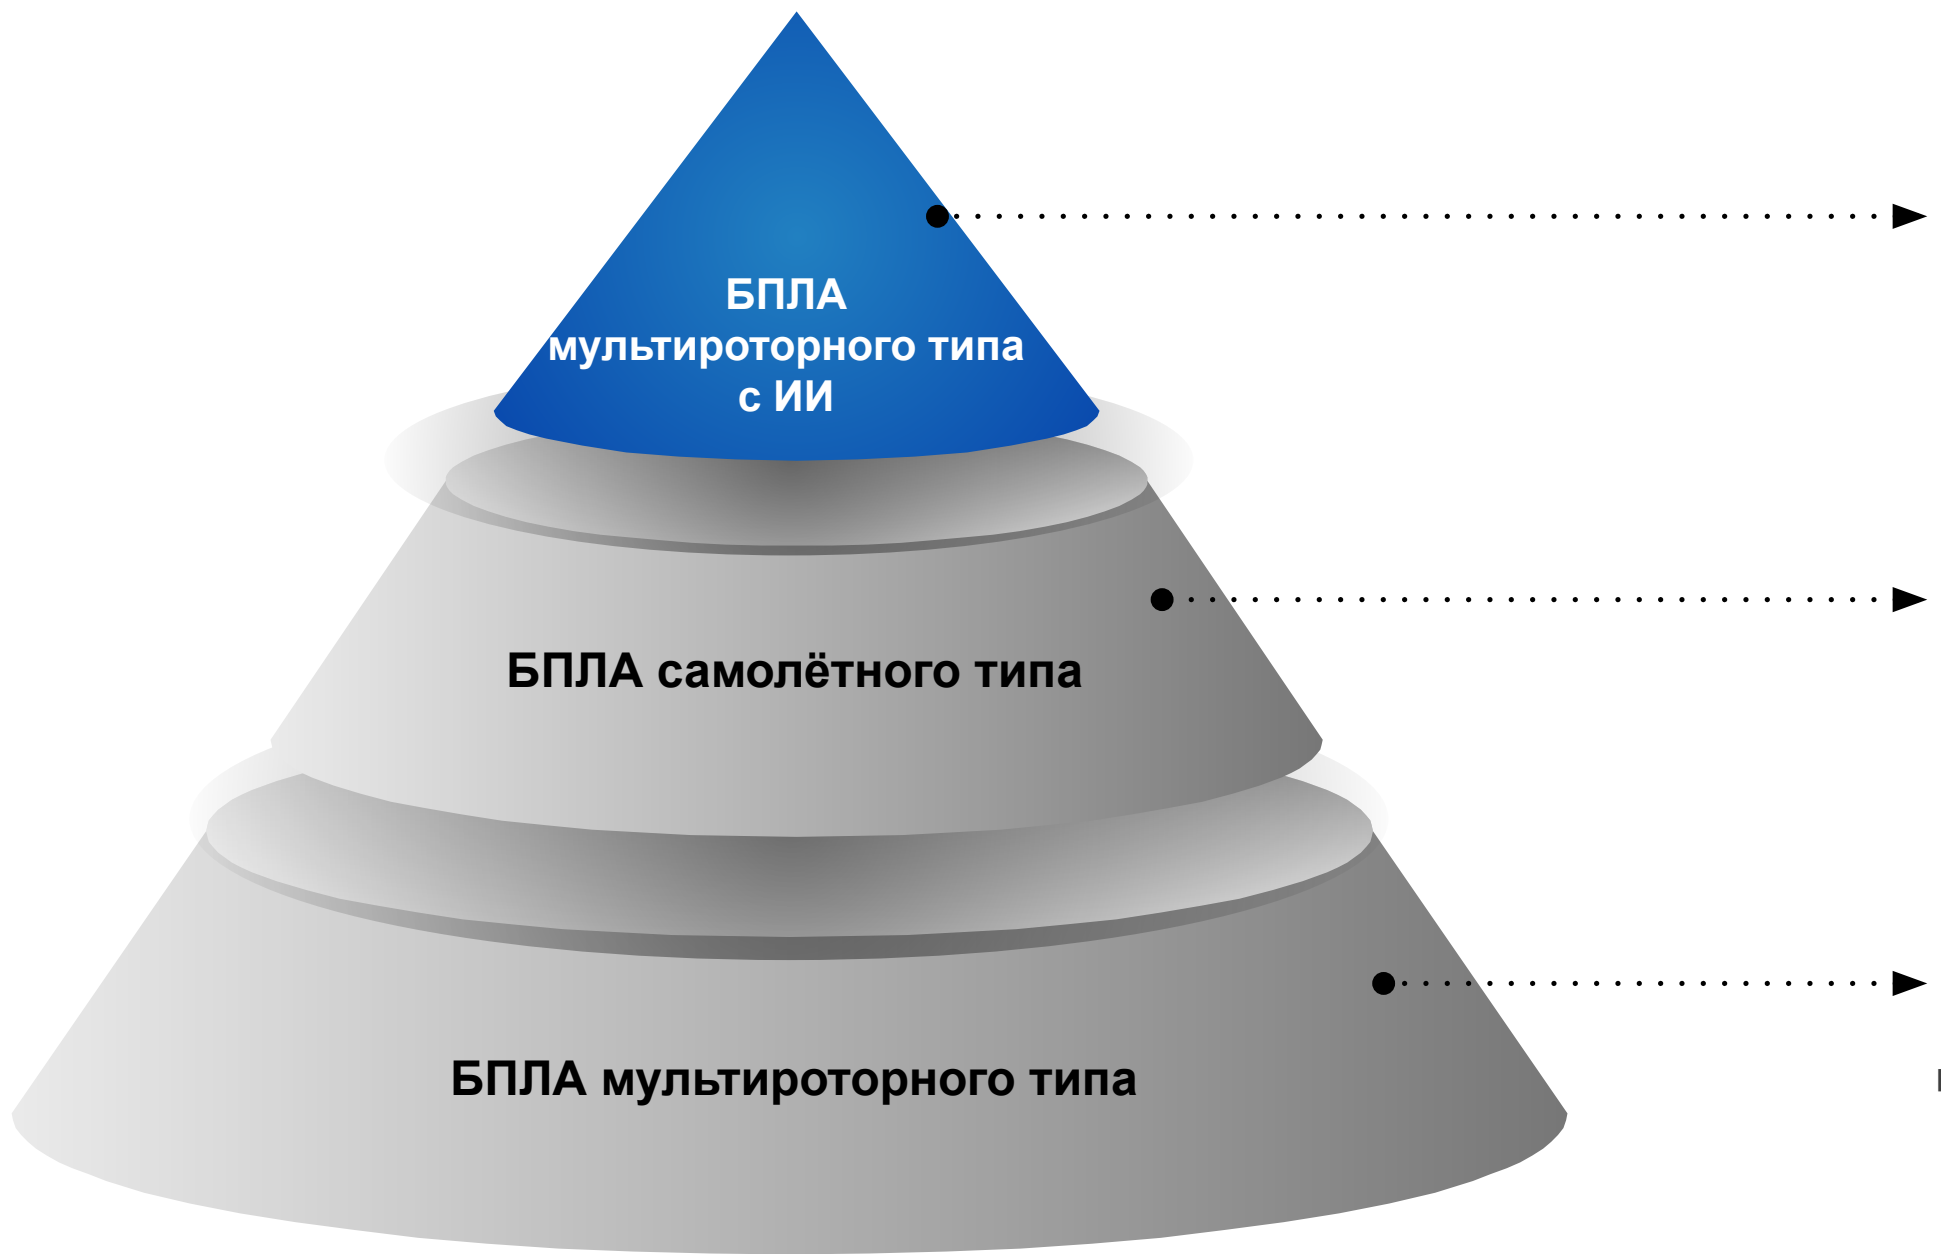 БПЛА
мультироторного типа
с ИИ
БПЛА самолётного типа
БПЛА мультироторного типа